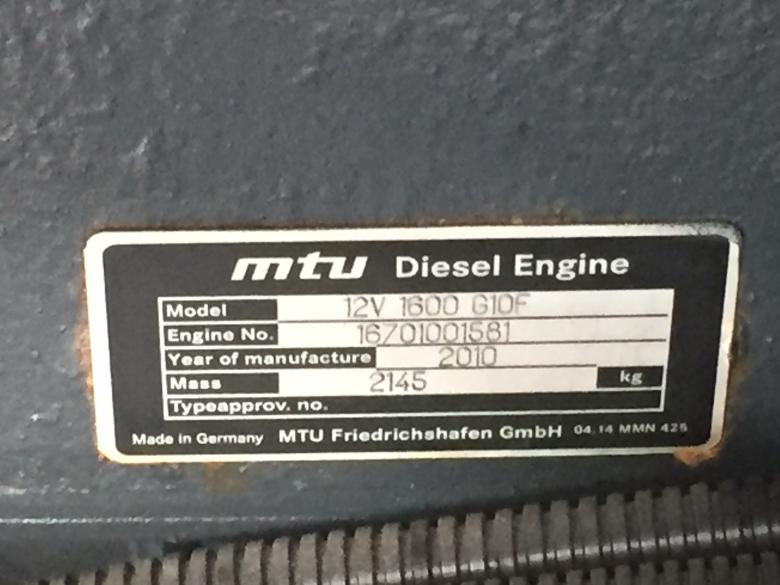 mtu Diesel Engine
Model 12V 1600 G10F
Engine No. 16701001581
Year of manufacture 2010
Mass 2145 kg
Typeapprov. no.
Made in Germany MTU Friedrichshafen GmbH 04.14 MMN 425